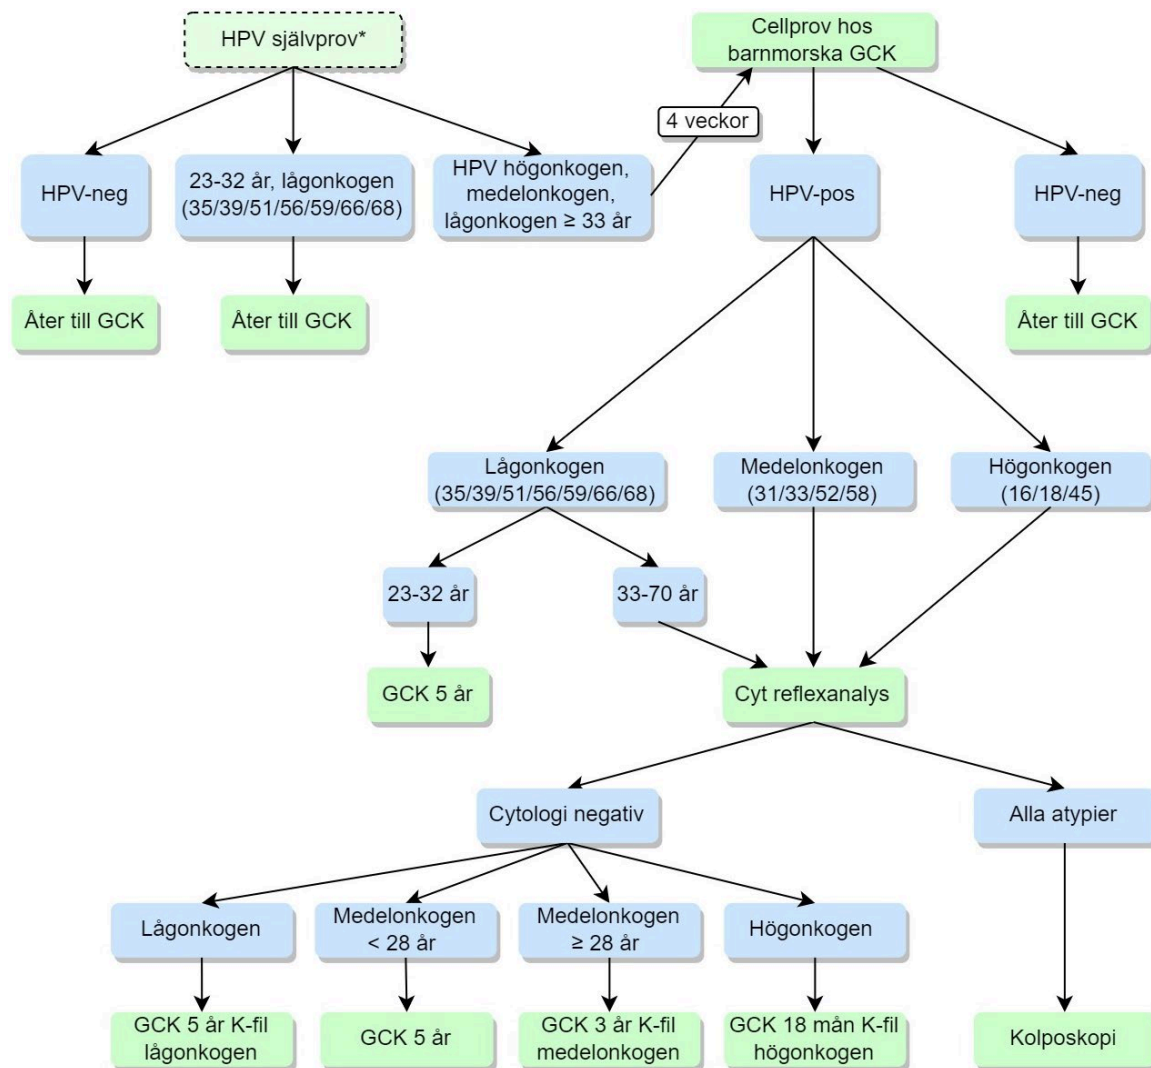 HPV självprov*
Cellprov hos
barnmorska GCK
4 veckor
HPV-neg
23-32 år, lågonkogen
(35/39/51/56/59/66/68)
HPV högonkogen,
medelonkogen,
lågonkogen ≥ 33 år
HPV-pos
HPV-neg
Åter till GCK
Åter till GCK
Åter till GCK
Lågonkogen
(35/39/51/56/59/66/68)
Medelonkogen
(31/33/52/58)
Högonkogen
(16/18/45)
23-32 år
33-70 år
GCK 5 år
Cyt reflexanalys
Cytologi negativ
Alla atypier
Lågonkogen
Medelonkogen
< 28 år
Medelonkogen
≥ 28 år
Högonkogen
GCK 5 år K-fil
lågonkogen
GCK 5 år
GCK 3 år K-fil
medelonkogen
GCK 18 mån K-fil
högonkogen
Kolposkopi